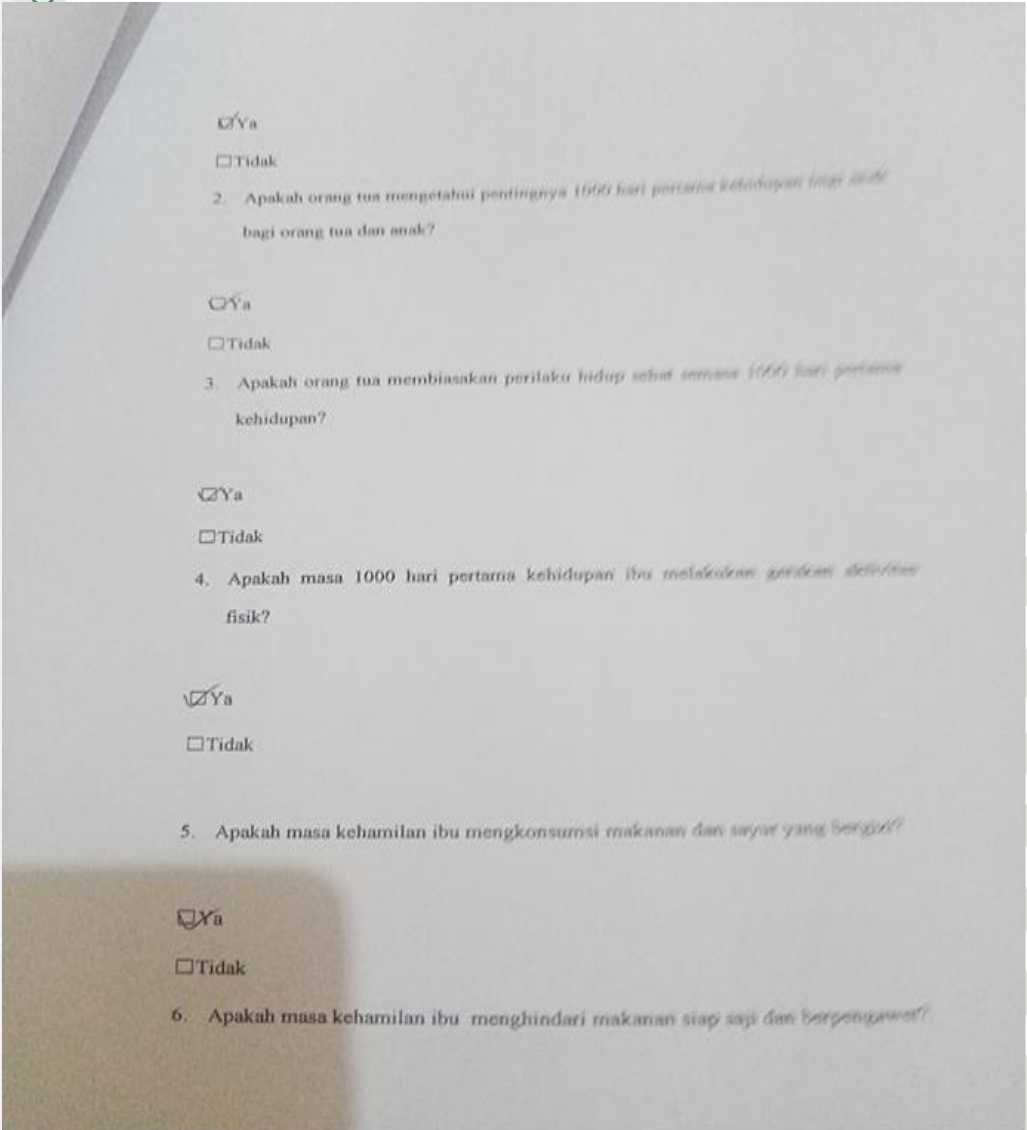 ☑Ya
☐Tidak
2. Apakah orang tua mengetahui pentingnya 1000 hari pertama kehidupan bagi
bagi orang tua dan anak?
☑Ya
☐Tidak
3. Apakah orang tua membiasakan perilaku hidup sehat semasa 1000 hari pertama
kehidupan?
☑Ya
☐Tidak
4. Apakah masa 1000 hari pertama kehidupan ibu melakukan gerakan aktivitas
fisik?
☑Ya
☐Tidak
5. Apakah masa kehamilan ibu mengkonsumsi makanan dan sayur yang bergizi?
☑Ya
☐Tidak
6. Apakah masa kehamilan ibu menghindari makanan siap saji dan berpengawet?